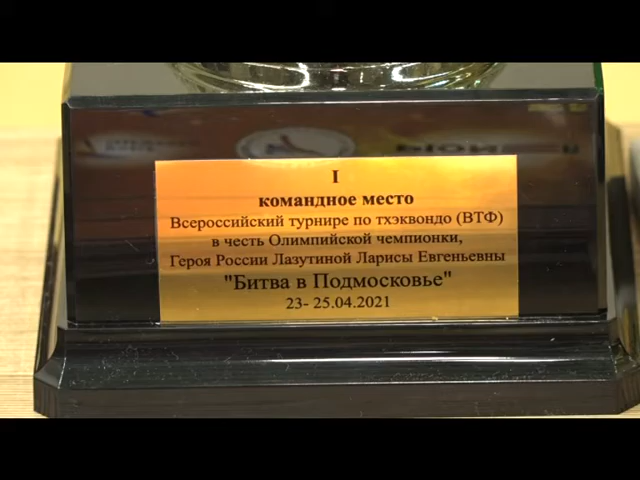 I
командное место
Всероссийский турнире по тхэквондо (ВТФ)
в честь Олимпийской чемпионки,
Героя России Лазутиной Ларисы Евгеньевны
"Битва в Подмосковье"
23- 25.04.2021